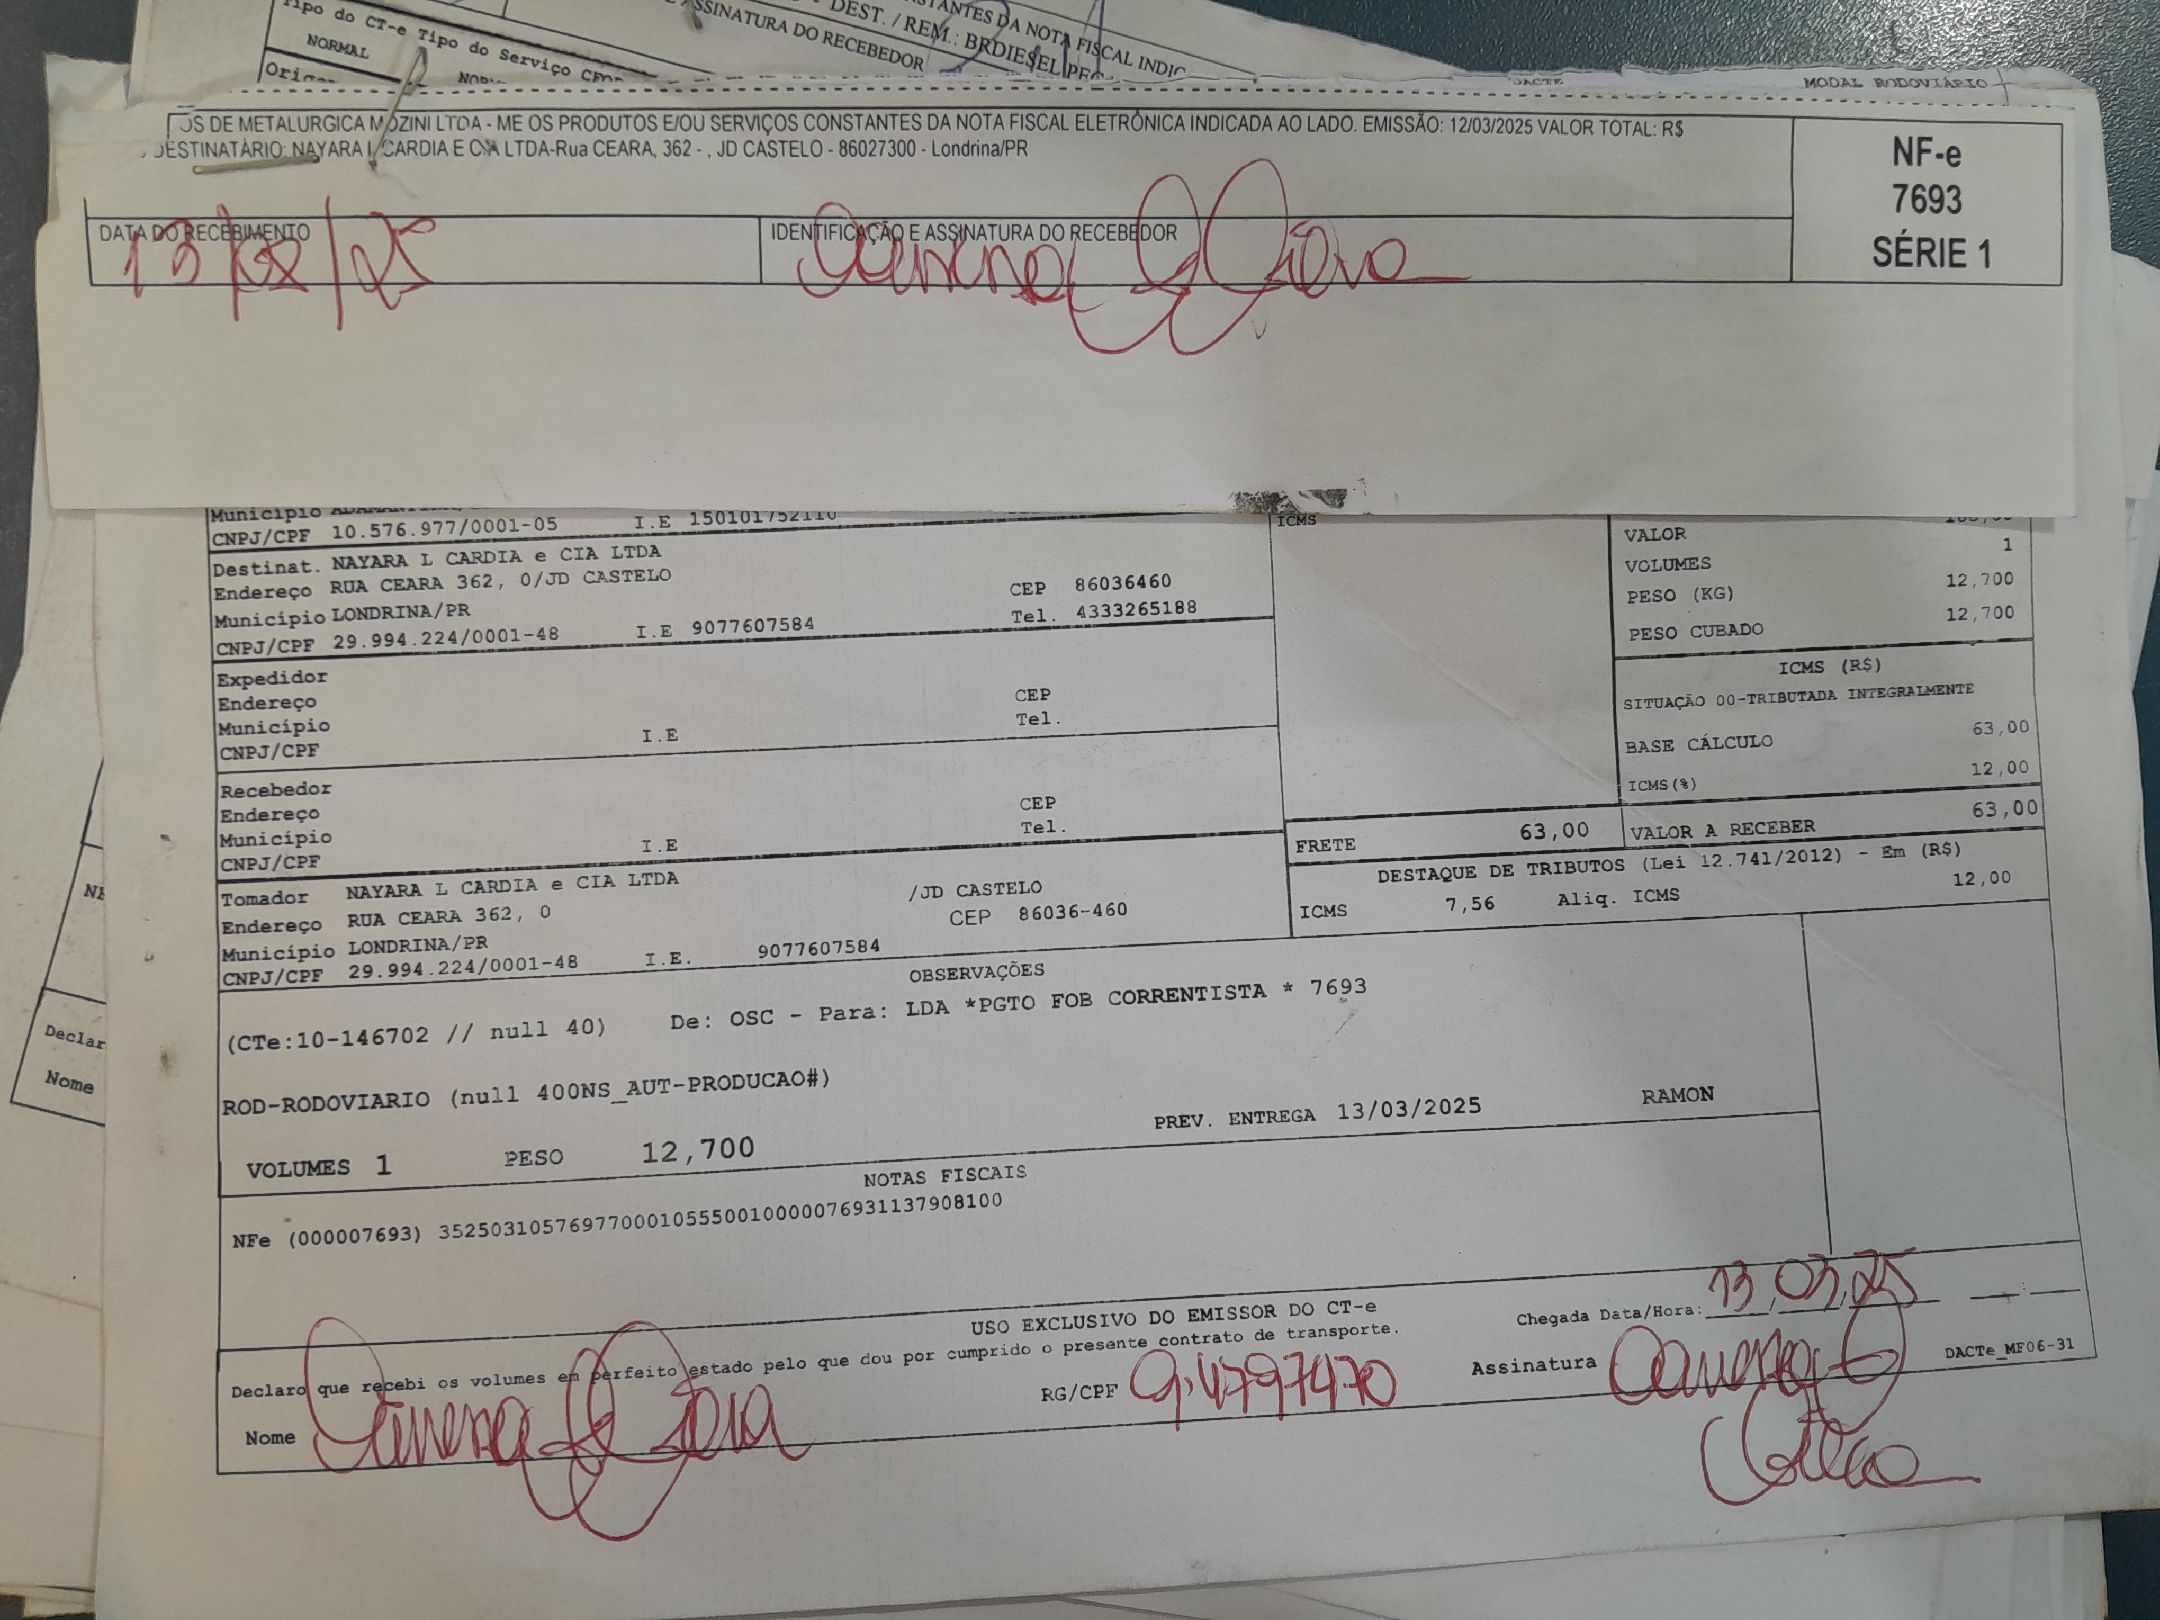 Tipo do CT-e Tipo do Serviço
NORMAL
DEST. / REM.: BRDIESEL
ASSINATURA DO RECEBEDOR
STANTES DA NOTA FISCAL INDIC
DACTE MODAL RODOVIÁRIO
OS DE METALURGICA MOZINI LTDA - ME OS PRODUTOS E/OU SERVIÇOS CONSTANTES DA NOTA FISCAL ELETRÔNICA INDICADA AO LADO. EMISSÃO: 12/03/2025 VALOR TOTAL: R$
DESTINATÁRIO: NAYARA L CARDIA E CIA LTDA-Rua CEARA, 362 - , JD CASTELO - 86027300 - Londrina/PR
NF-e
7693
SÉRIE 1
DATA DO RECEBIMENTO IDENTIFICAÇÃO E ASSINATURA DO RECEBEDOR
Município
CNPJ/CPF 10.576.977/0001-05 I.E 150101752110
ICMS
Destinat. NAYARA L CARDIA e CIA LTDA
Endereço RUA CEARA 362, 0/JD CASTELO CEP 86036460
Município LONDRINA/PR Tel. 4333265188
CNPJ/CPF 29.994.224/0001-48 I.E 9077607584
VALOR
VOLUMES 1
PESO (KG) 12,700
PESO CUBADO 12,700
ICMS (R$)
SITUAÇÃO 00-TRIBUTADA INTEGRALMENTE
BASE CÁLCULO 63,00
ICMS(%) 12,00
Expedidor
Endereço CEP
Município Tel.
CNPJ/CPF I.E
Recebedor
Endereço CEP
Município Tel.
CNPJ/CPF I.E
FRETE 63,00 VALOR A RECEBER 63,00
DESTAQUE DE TRIBUTOS (Lei 12.741/2012) - Em (R$)
ICMS 7,56 Aliq. ICMS 12,00
Tomador NAYARA L CARDIA e CIA LTDA /JD CASTELO
Endereço RUA CEARA 362, 0 CEP 86036-460
Município LONDRINA/PR
CNPJ/CPF 29.994.224/0001-48 I.E. 9077607584
OBSERVAÇÕES
(CTe:10-146702 // null 40) De: OSC - Para: LDA *PGTO FOB CORRENTISTA * 7693
ROD-RODOVIARIO (null 400NS_AUT-PRODUCAO#)
PREV. ENTREGA 13/03/2025 RAMON
VOLUMES 1 PESO 12,700
NOTAS FISCAIS
NFe (000007693) 35250310576977000105550010000076931137908100
USO EXCLUSIVO DO EMISSOR DO CT-e
Chegada Data/Hora: 13/03/25
Declaro que recebi os volumes em perfeito estado pelo que dou por cumprido o presente contrato de transporte.
Nome RG/CPF 9.4797470 Assinatura
DACTe_MF06-31
Declar
Nome